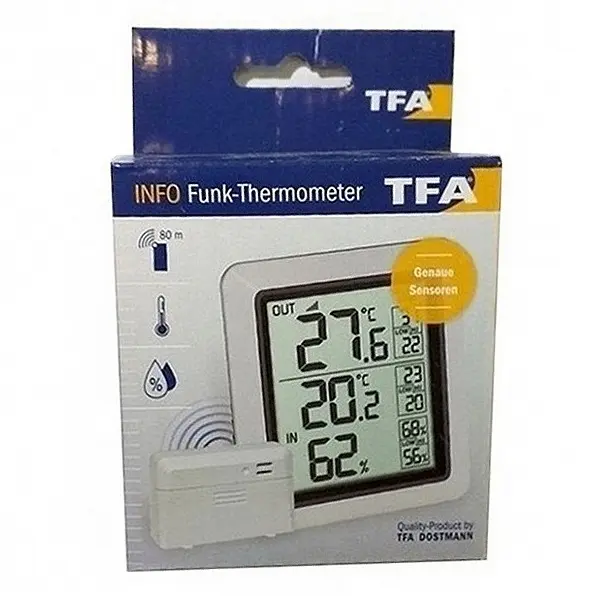 TFA
INFO Funk-Thermometer TFA
80 m
Genaue
Sensoren
OUT
27.6 °C
22
20.2 °C
23
20
IN
62 %
68%
56%
%
Quality-Product by
TFA DOSTMANN